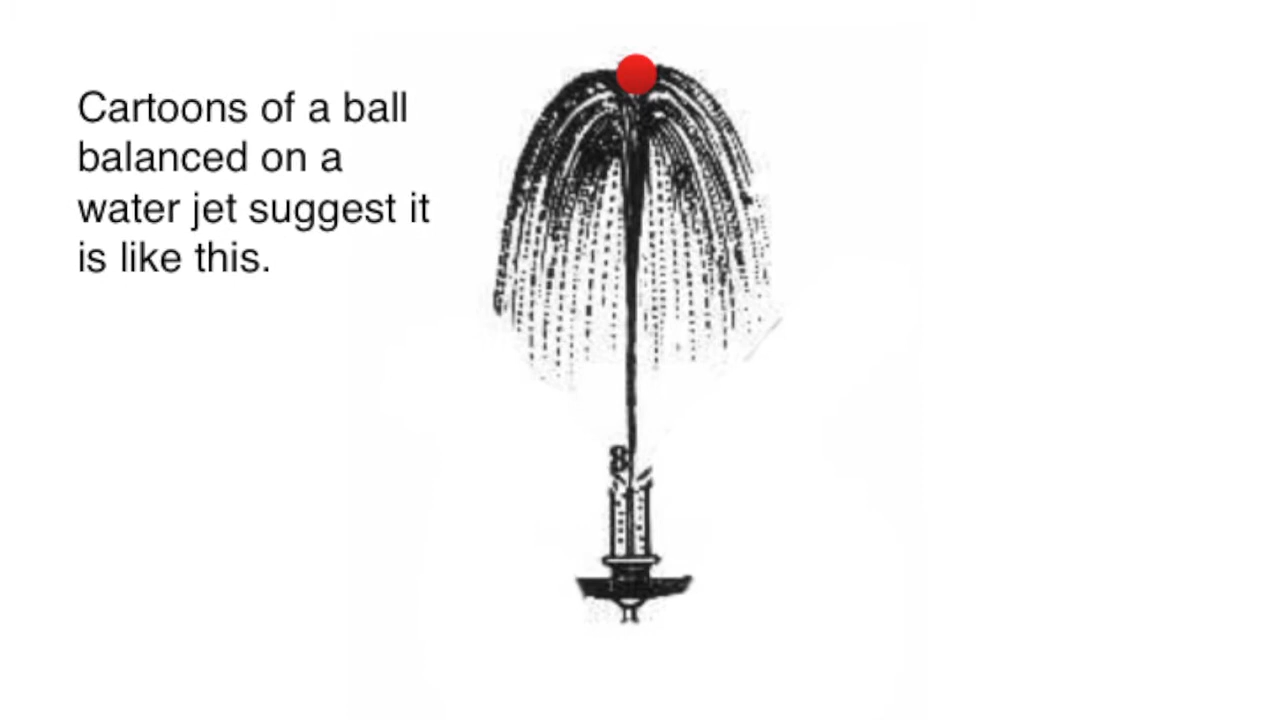 Cartoons of a ball
balanced on a
water jet suggest it
is like this.